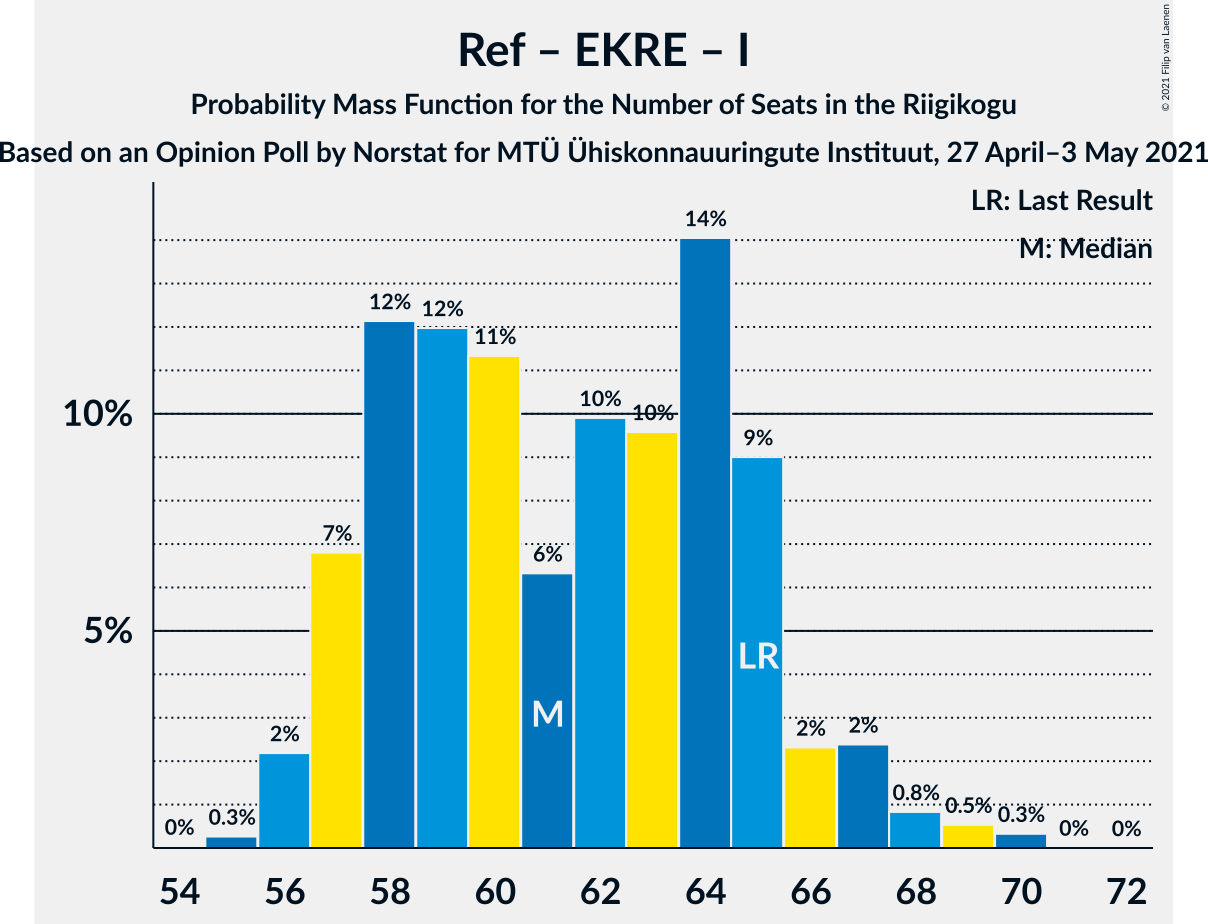 Ref – EKRE – I
© 2021 Filip van Laenen
Probability Mass Function for the Number of Seats in the Riigikogu
Based on an Opinion Poll by Norstat for MTÜ Ühiskonnauuringute Instituut, 27 April–3 May 2021
LR: Last Result
M: Median
10%
5%
0% 0.3% 2% 7% 12% 12% 11% 6% 10% 10% 14% 9% 2% 2% 0.8% 0.5% 0.3% 0% 0%
M
LR
54 56 58 60 62 64 66 68 70 72